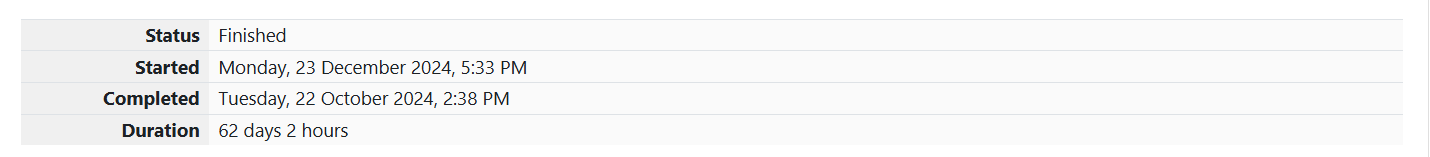 Status Finished
Started Monday, 23 December 2024, 5:33 PM
Completed Tuesday, 22 October 2024, 2:38 PM
Duration 62 days 2 hours